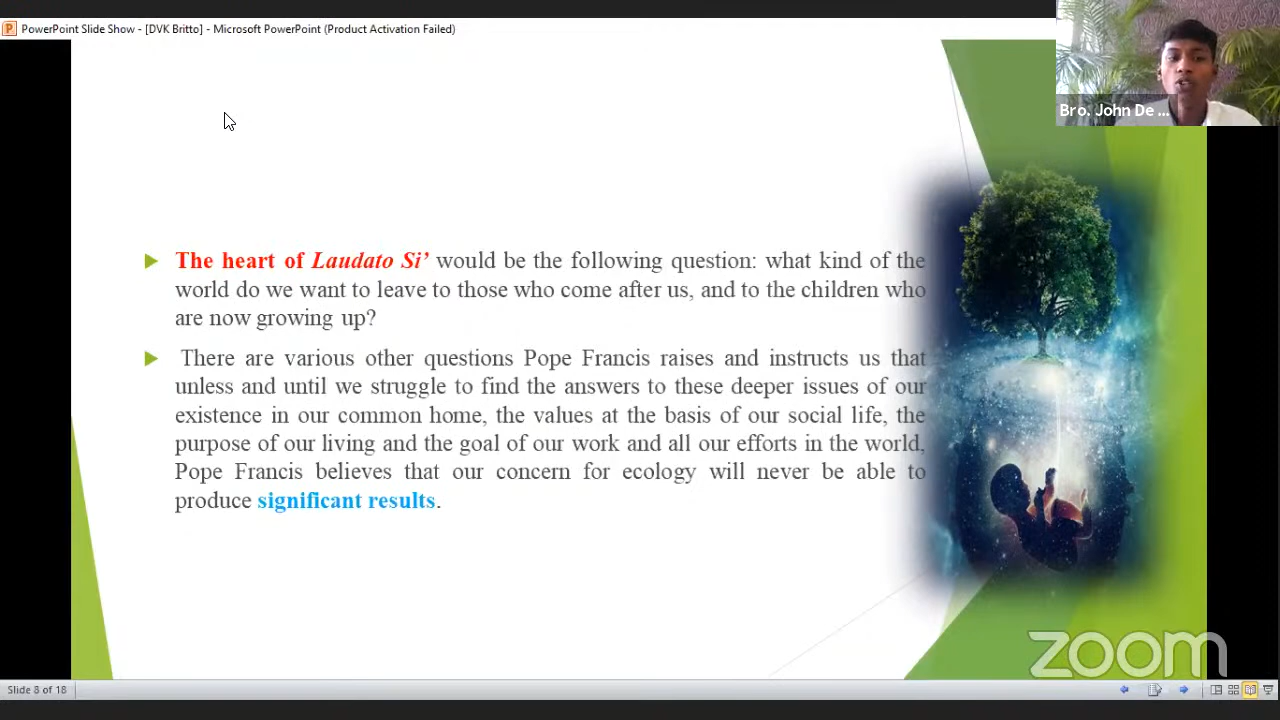 PowerPoint Slide Show - [DVK Britto] - Microsoft PowerPoint (Product Activation Failed)
Bro. John De ...
The heart of Laudato Si’ would be the following question: what kind of the
world do we want to leave to those who come after us, and to the children who
are now growing up?
There are various other questions Pope Francis raises and instructs us that
unless and until we struggle to find the answers to these deeper issues of our
existence in our common home, the values at the basis of our social life, the
purpose of our living and the goal of our work and all our efforts in the world,
Pope Francis believes that our concern for ecology will never be able to
produce significant results.
zoom
Slide 8 of 18